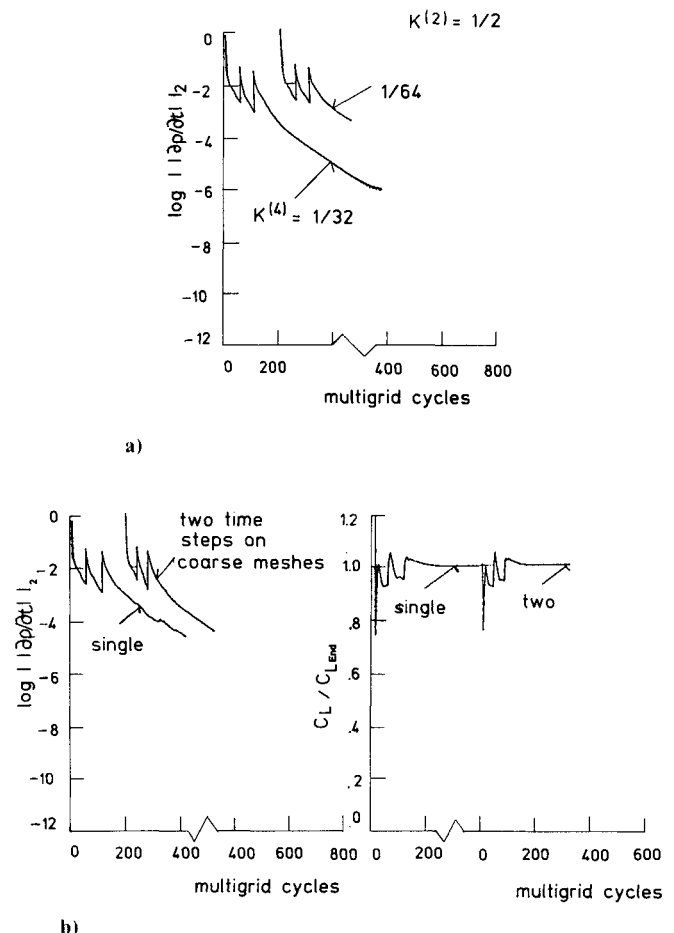 K(2) = 1/2
log ||∂ρ/∂t||2
0
-2
-4
-6
-8
-10
-12
1/64
K(4) = 1/32
0 200 400 600 800
multigrid cycles
a)
log ||∂ρ/∂t||2
0
-2
-4
-6
-8
-10
-12
two time
steps on
coarse meshes
single
0 200 400 600 800
multigrid cycles
CL / CLEnd
1.2
1.0
.8
.6
.4
.2
.0
single
two
0 200 0 200 400 600
multigrid cycles
b)